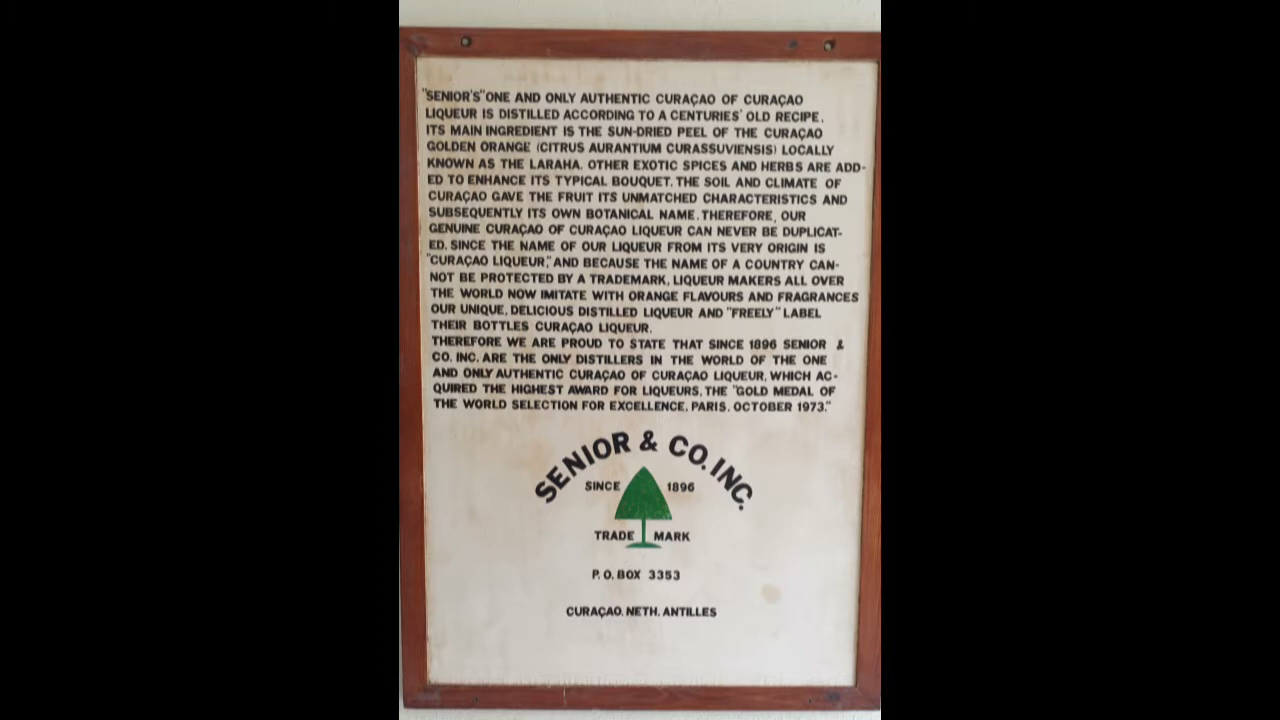 "SENIOR'S" ONE AND ONLY AUTHENTIC CURAÇAO OF CURAÇAO
LIQUEUR IS DISTILLED ACCORDING TO A CENTURIES' OLD RECIPE.
ITS MAIN INGREDIENT IS THE SUN-DRIED PEEL OF THE CURAÇAO
GOLDEN ORANGE (CITRUS AURANTIUM CURASSUVIENSIS) LOCALLY
KNOWN AS THE LARAHA. OTHER EXOTIC SPICES AND HERBS ARE ADD-
ED TO ENHANCE ITS TYPICAL BOUQUET. THE SOIL AND CLIMATE OF
CURAÇAO GAVE THE FRUIT ITS UNMATCHED CHARACTERISTICS AND
SUBSEQUENTLY ITS OWN BOTANICAL NAME. THEREFORE, OUR
GENUINE CURAÇAO OF CURAÇAO LIQUEUR CAN NEVER BE DUPLICAT-
ED. SINCE THE NAME OF OUR LIQUEUR FROM ITS VERY ORIGIN IS
"CURAÇAO LIQUEUR," AND BECAUSE THE NAME OF A COUNTRY CAN-
NOT BE PROTECTED BY A TRADEMARK, LIQUEUR MAKERS ALL OVER
THE WORLD NOW IMITATE WITH ORANGE FLAVOURS AND FRAGRANCES
OUR UNIQUE, DELICIOUS DISTILLED LIQUEUR AND "FREELY" LABEL
THEIR BOTTLES CURAÇAO LIQUEUR.
THEREFORE WE ARE PROUD TO STATE THAT SINCE 1896 SENIOR &
CO. INC. ARE THE ONLY DISTILLERS IN THE WORLD OF THE ONE
AND ONLY AUTHENTIC CURAÇAO OF CURAÇAO LIQUEUR, WHICH AC-
QUIRED THE HIGHEST AWARD FOR LIQUEURS, THE "GOLD MEDAL OF
THE WORLD SELECTION FOR EXCELLENCE, PARIS, OCTOBER 1973."
SENIOR & CO. INC.
SINCE 1896
TRADE MARK
P.O. BOX 3353
CURAÇAO, NETH. ANTILLES